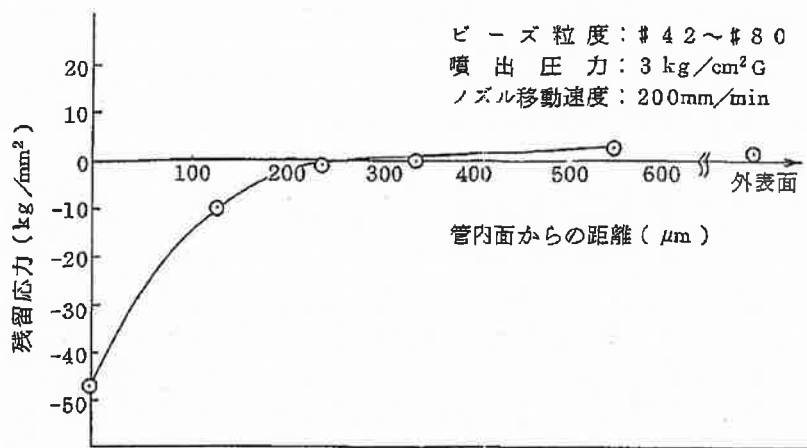 ビーズ粒度：#42～#80
噴出圧力：3 kg/cm²G
ノズル移動速度：200mm/min
20
10
0
100 200 300 400 500 600 外表面
-10
-20
-30
-40
-50
残留応力 (kg/mm²)
管内面からの距離 (μm)